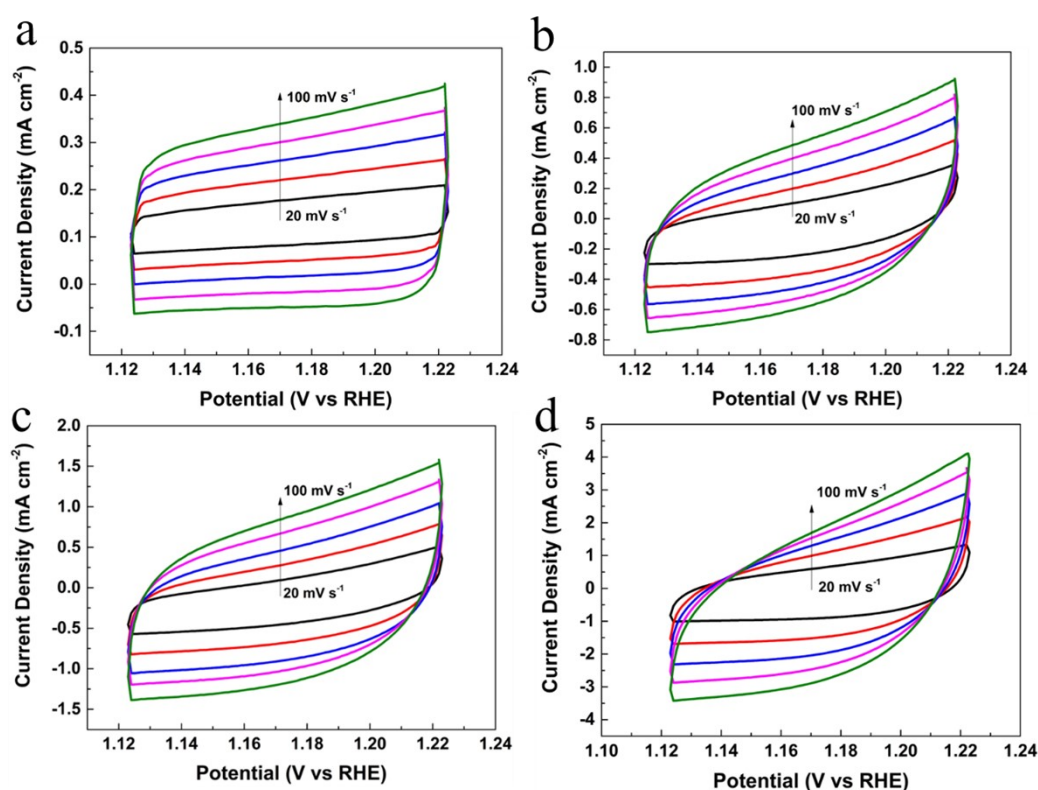 a
0.5
0.4
0.3
0.2
0.1
0.0
-0.1
Current Density (mA cm⁻²)
100 mV s⁻¹
20 mV s⁻¹
1.12 1.14 1.16 1.18 1.20 1.22 1.24
Potential (V vs RHE)
b
1.0
0.8
0.6
0.4
0.2
0.0
-0.2
-0.4
-0.6
-0.8
Current Density (mA cm⁻²)
100 mV s⁻¹
20 mV s⁻¹
1.12 1.14 1.16 1.18 1.20 1.22 1.24
Potential (V vs RHE)
c
2.0
1.5
1.0
0.5
0.0
-0.5
-1.0
-1.5
Current Density (mA cm⁻²)
100 mV s⁻¹
20 mV s⁻¹
1.12 1.14 1.16 1.18 1.20 1.22 1.24
Potential (V vs RHE)
d
5
4
3
2
1
0
-1
-2
-3
-4
Current Density (mA cm⁻²)
100 mV s⁻¹
20 mV s⁻¹
1.10 1.12 1.14 1.16 1.18 1.20 1.22 1.24
Potential (V vs RHE)